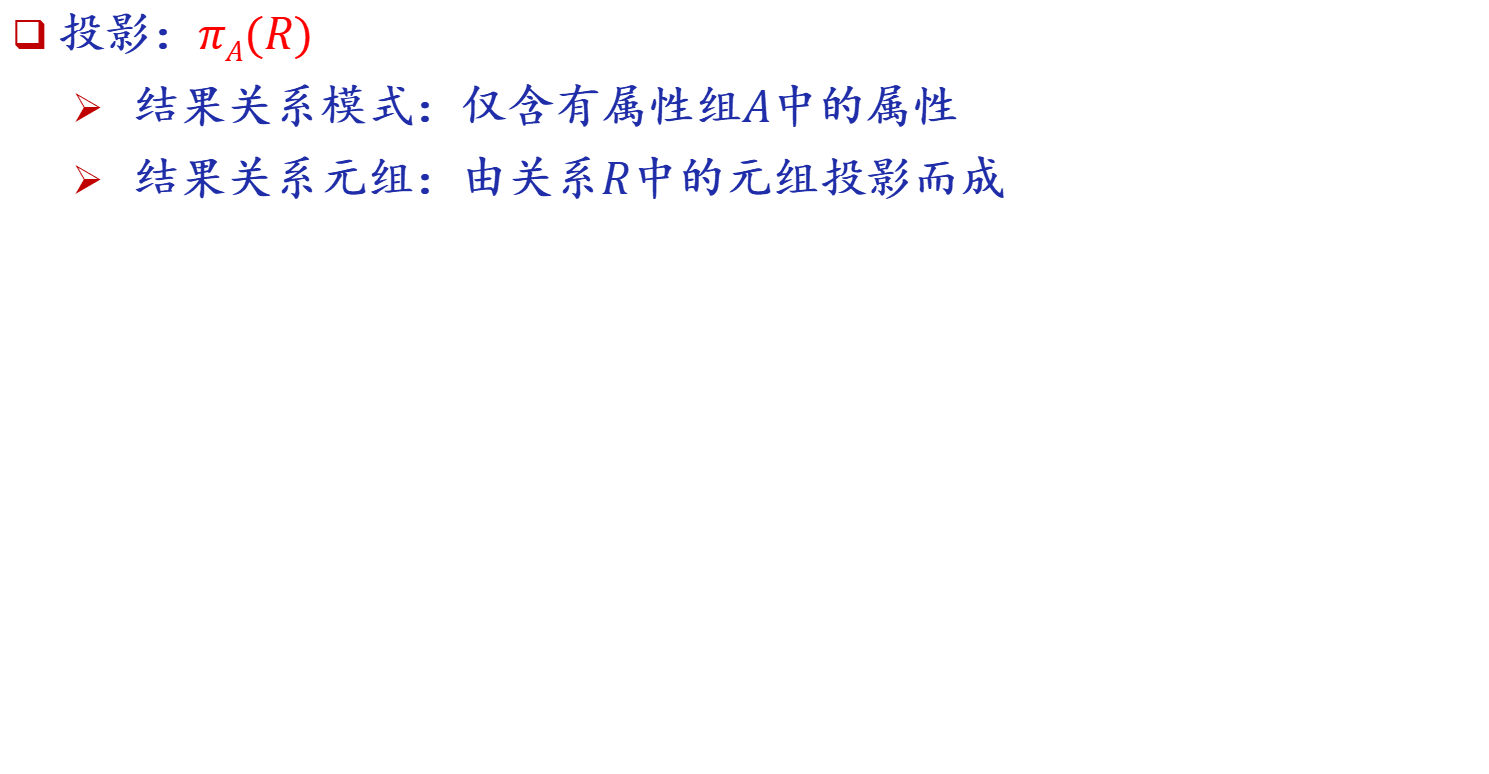 ❑ 投影：π_A(R)
➢ 结果关系模式：仅含有属性组A中的属性
➢ 结果关系元组：由关系R中的元组投影而成